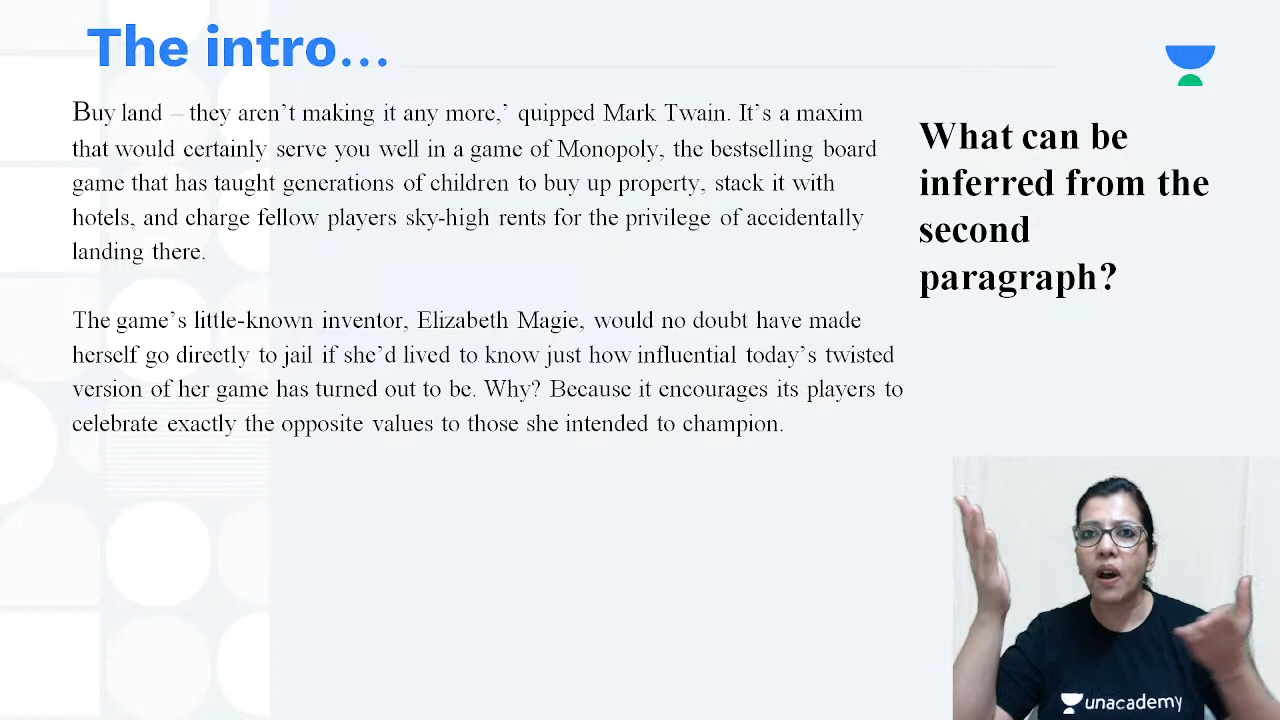 The intro...
Buy land – they aren't making it any more,' quipped Mark Twain. It's a maxim
that would certainly serve you well in a game of Monopoly, the bestselling board
game that has taught generations of children to buy up property, stack it with
hotels, and charge fellow players sky-high rents for the privilege of accidentally
landing there.
The game's little-known inventor, Elizabeth Magie, would no doubt have made
herself go directly to jail if she'd lived to know just how influential today's twisted
version of her game has turned out to be. Why? Because it encourages its players to
celebrate exactly the opposite values to those she intended to champion.
What can be
inferred from the
second
paragraph?
unacademy